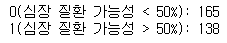 0(심장 질환 가능성 < 50%): 165
1(심장 질환 가능성 > 50%): 138